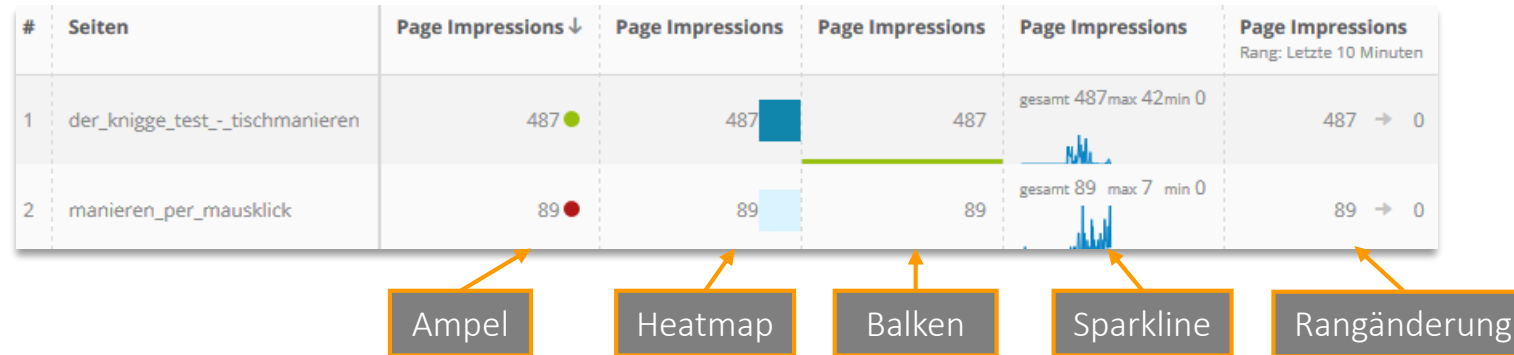 # Seiten Page Impressions ↓ Page Impressions Page Impressions Page Impressions Page Impressions
Rang: Letzte 10 Minuten
gesamt 487 max 42 min 0
1 der_knigge_test_-_tischmanieren 487 487 487 487 → 0
gesamt 89 max 7 min 0
2 manieren_per_mausklick 89 89 89 89 → 0
Ampel Heatmap Balken Sparkline Rangänderung